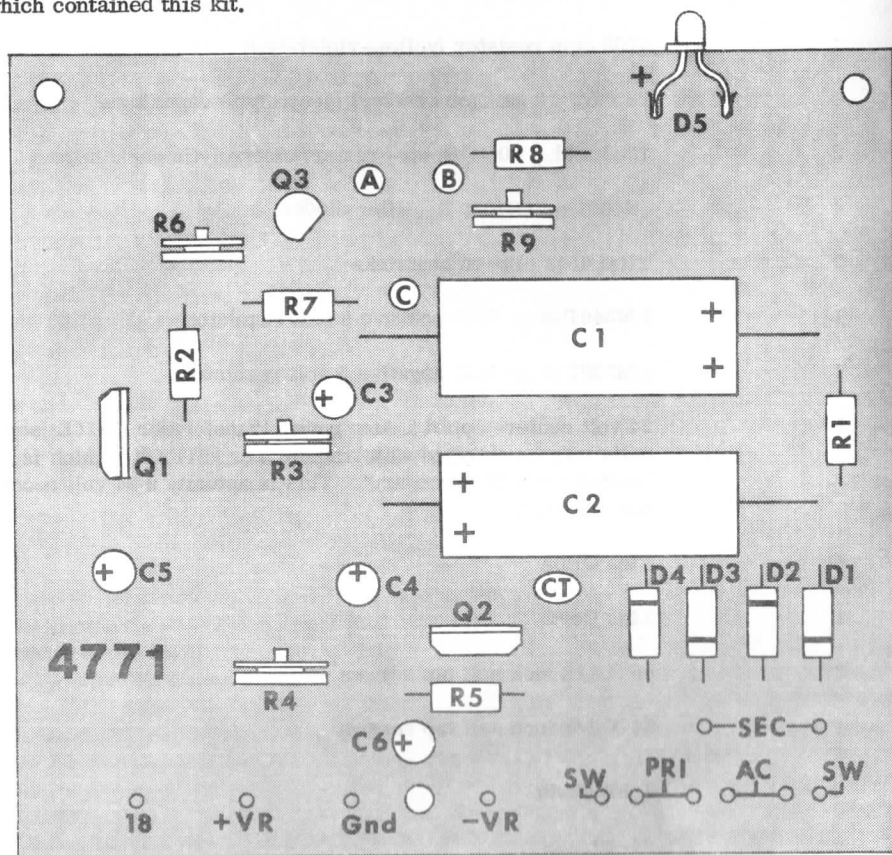 which contained this kit.
+
D5
R8
A
B
Q3
R6
R9
R7
C
C1
+
+
R2
C3
+
R1
Q1
R3
C2
+
+
C5
+
C4
+
CT
D4
D3
D2
D1
Q2
4771
R4
R5
C6
+
SEC
SW
PRI
AC
SW
18
+VR
Gnd
-VR